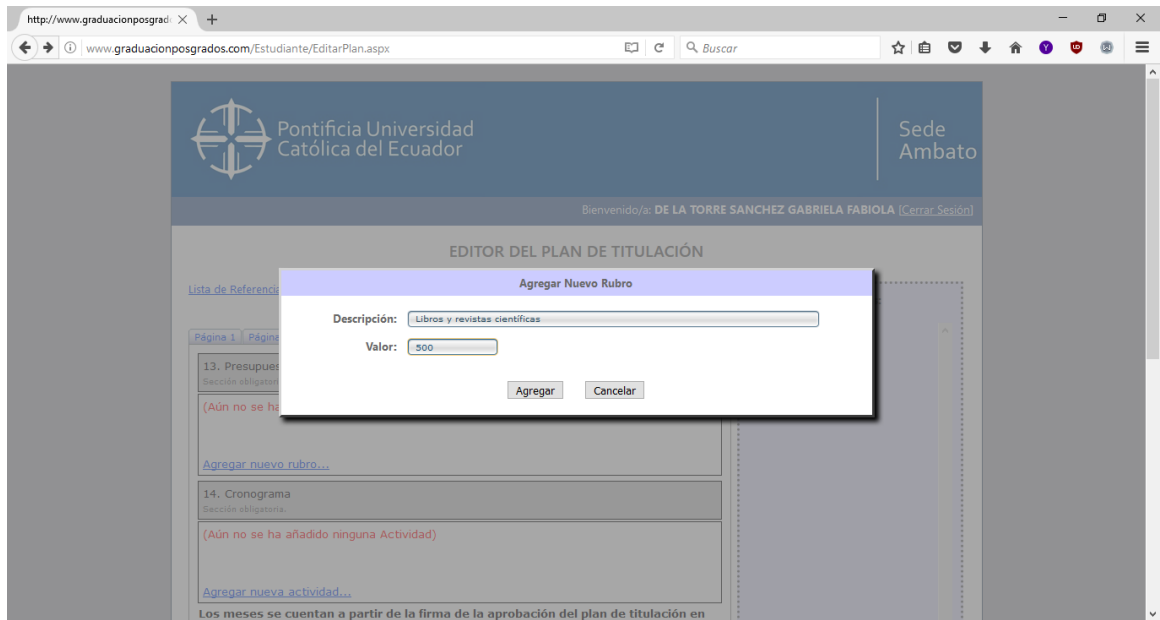 http://www.graduacionposgrad
www.graduacionposgrados.com/Estudiante/EditarPlan.aspx
Buscar
Pontificia Universidad
Católica del Ecuador
Sede
Ambato
Bienvenido/a: DE LA TORRE SANCHEZ GABRIELA FABIOLA [Cerrar Sesión]
EDITOR DEL PLAN DE TITULACIÓN
Lista de Referencia
Agregar Nuevo Rubro
Descripción: Libros y revistas científicas
Valor: 500
Agregar Cancelar
Página 1 Página
13. Presupues
Sección obligatori
(Aún no se ha
Agregar nuevo rubro...
14. Cronograma
Sección obligatoria.
(Aún no se ha añadido ninguna Actividad)
Agregar nueva actividad...
Los meses se cuentan a partir de la firma de la aprobación del plan de titulación en